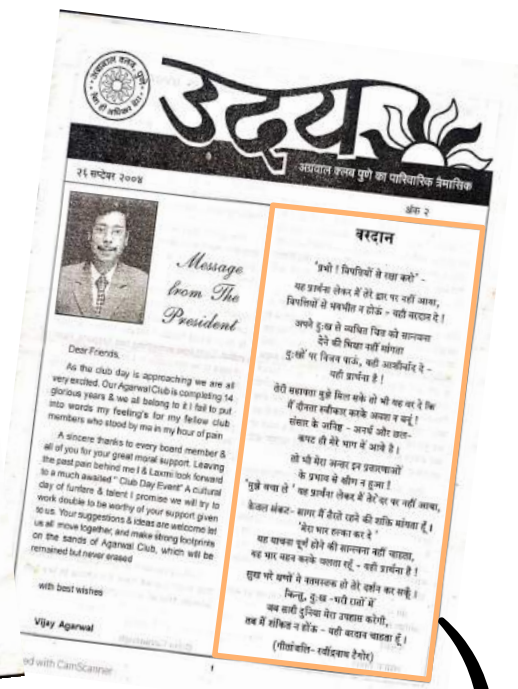 अग्रवाल क्लब, पुणे
उदय
अग्रवाल क्लब पुणे का पारिवारिक त्रैमासिक
२६ सप्टेंबर २००४
अंक २
Message
from The
President
Dear Friends,
As the club day is approaching we are all
very excited. Our Agarwal Club is completing 14
glorious years & we all belong to it I fail to put
into words my feeling's for my fellow club
members who stood by me in my hour of pain
A sincere thanks to every board member &
all of you for your great moral support. Leaving
the past pain behind me I & Laxmi look forward
to a much awaited " Club Day Event" A cultural
day of funfare & talent I promise we will try to
work double to be worthy of your support given
to us. Your suggestions & ideas are welcome let
us all move together, and make strong footprints
on the sands of Agarwal Club, which will be
remained but never erased
with best wishes
Vijay Agarwal
वरदान
'प्रभो ! विपत्तियों से रक्षा करो' -
यह प्रार्थना लेकर मैं तेरे द्वार पर नहीं आया,
विपत्तियों से भयभीत न होऊँ - यही वरदान दे !
अपने दुःख से व्यथित चित्त को सान्त्वना
देने की भिक्षा नहीं मांगता
दुःखों पर विजय पाऊं, यही आशीर्वाद दे -
यही प्रार्थना है !
तेरी सहायता मुझे मिल सके तो भी यह वर दे कि
मैं दीनता स्वीकार करके अवश न बनूं !
संसार के अनिष्ट - अनर्थ और छल-
कपट ही मेरे भाग में आये है।
तो भी मेरा अन्तर इन प्रतारणाओं
के प्रभाव से क्षीण न हुआ !
'मुझे बचा ले ' यह प्रार्थना लेकर मैं तेरे दर पर नहीं आया,
केवल संकट- सागर में तैरते रहने की शक्ति मांगता हूँ।
'मेरा भार हल्का कर दे '
यह याचना पूर्ण होने की सान्त्वना नहीं चाहता,
यह भार वहन करके चलता रहूँ - यही प्रार्थना है !
सुख भरे क्षणों में नतमस्तक हो तेरे दर्शन कर सकूँ।
किन्तु, दुःख -भरी रातों में
जब सारी दुनिया मेरा उपहास करेगी,
तब मैं शंकित न होऊँ - यही वरदान चाहता हूँ।
(गीतांजलि- रवींद्रनाथ टैगोर)
1
ed with CamScanner